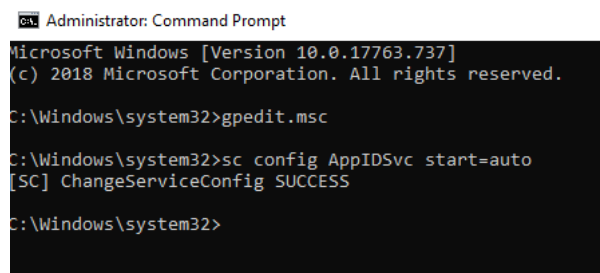 Administrator: Command Prompt
Microsoft Windows [Version 10.0.17763.737]
(c) 2018 Microsoft Corporation. All rights reserved.
C:\Windows\system32>gpedit.msc
C:\Windows\system32>sc config AppIDSvc start=auto
[SC] ChangeServiceConfig SUCCESS
C:\Windows\system32>